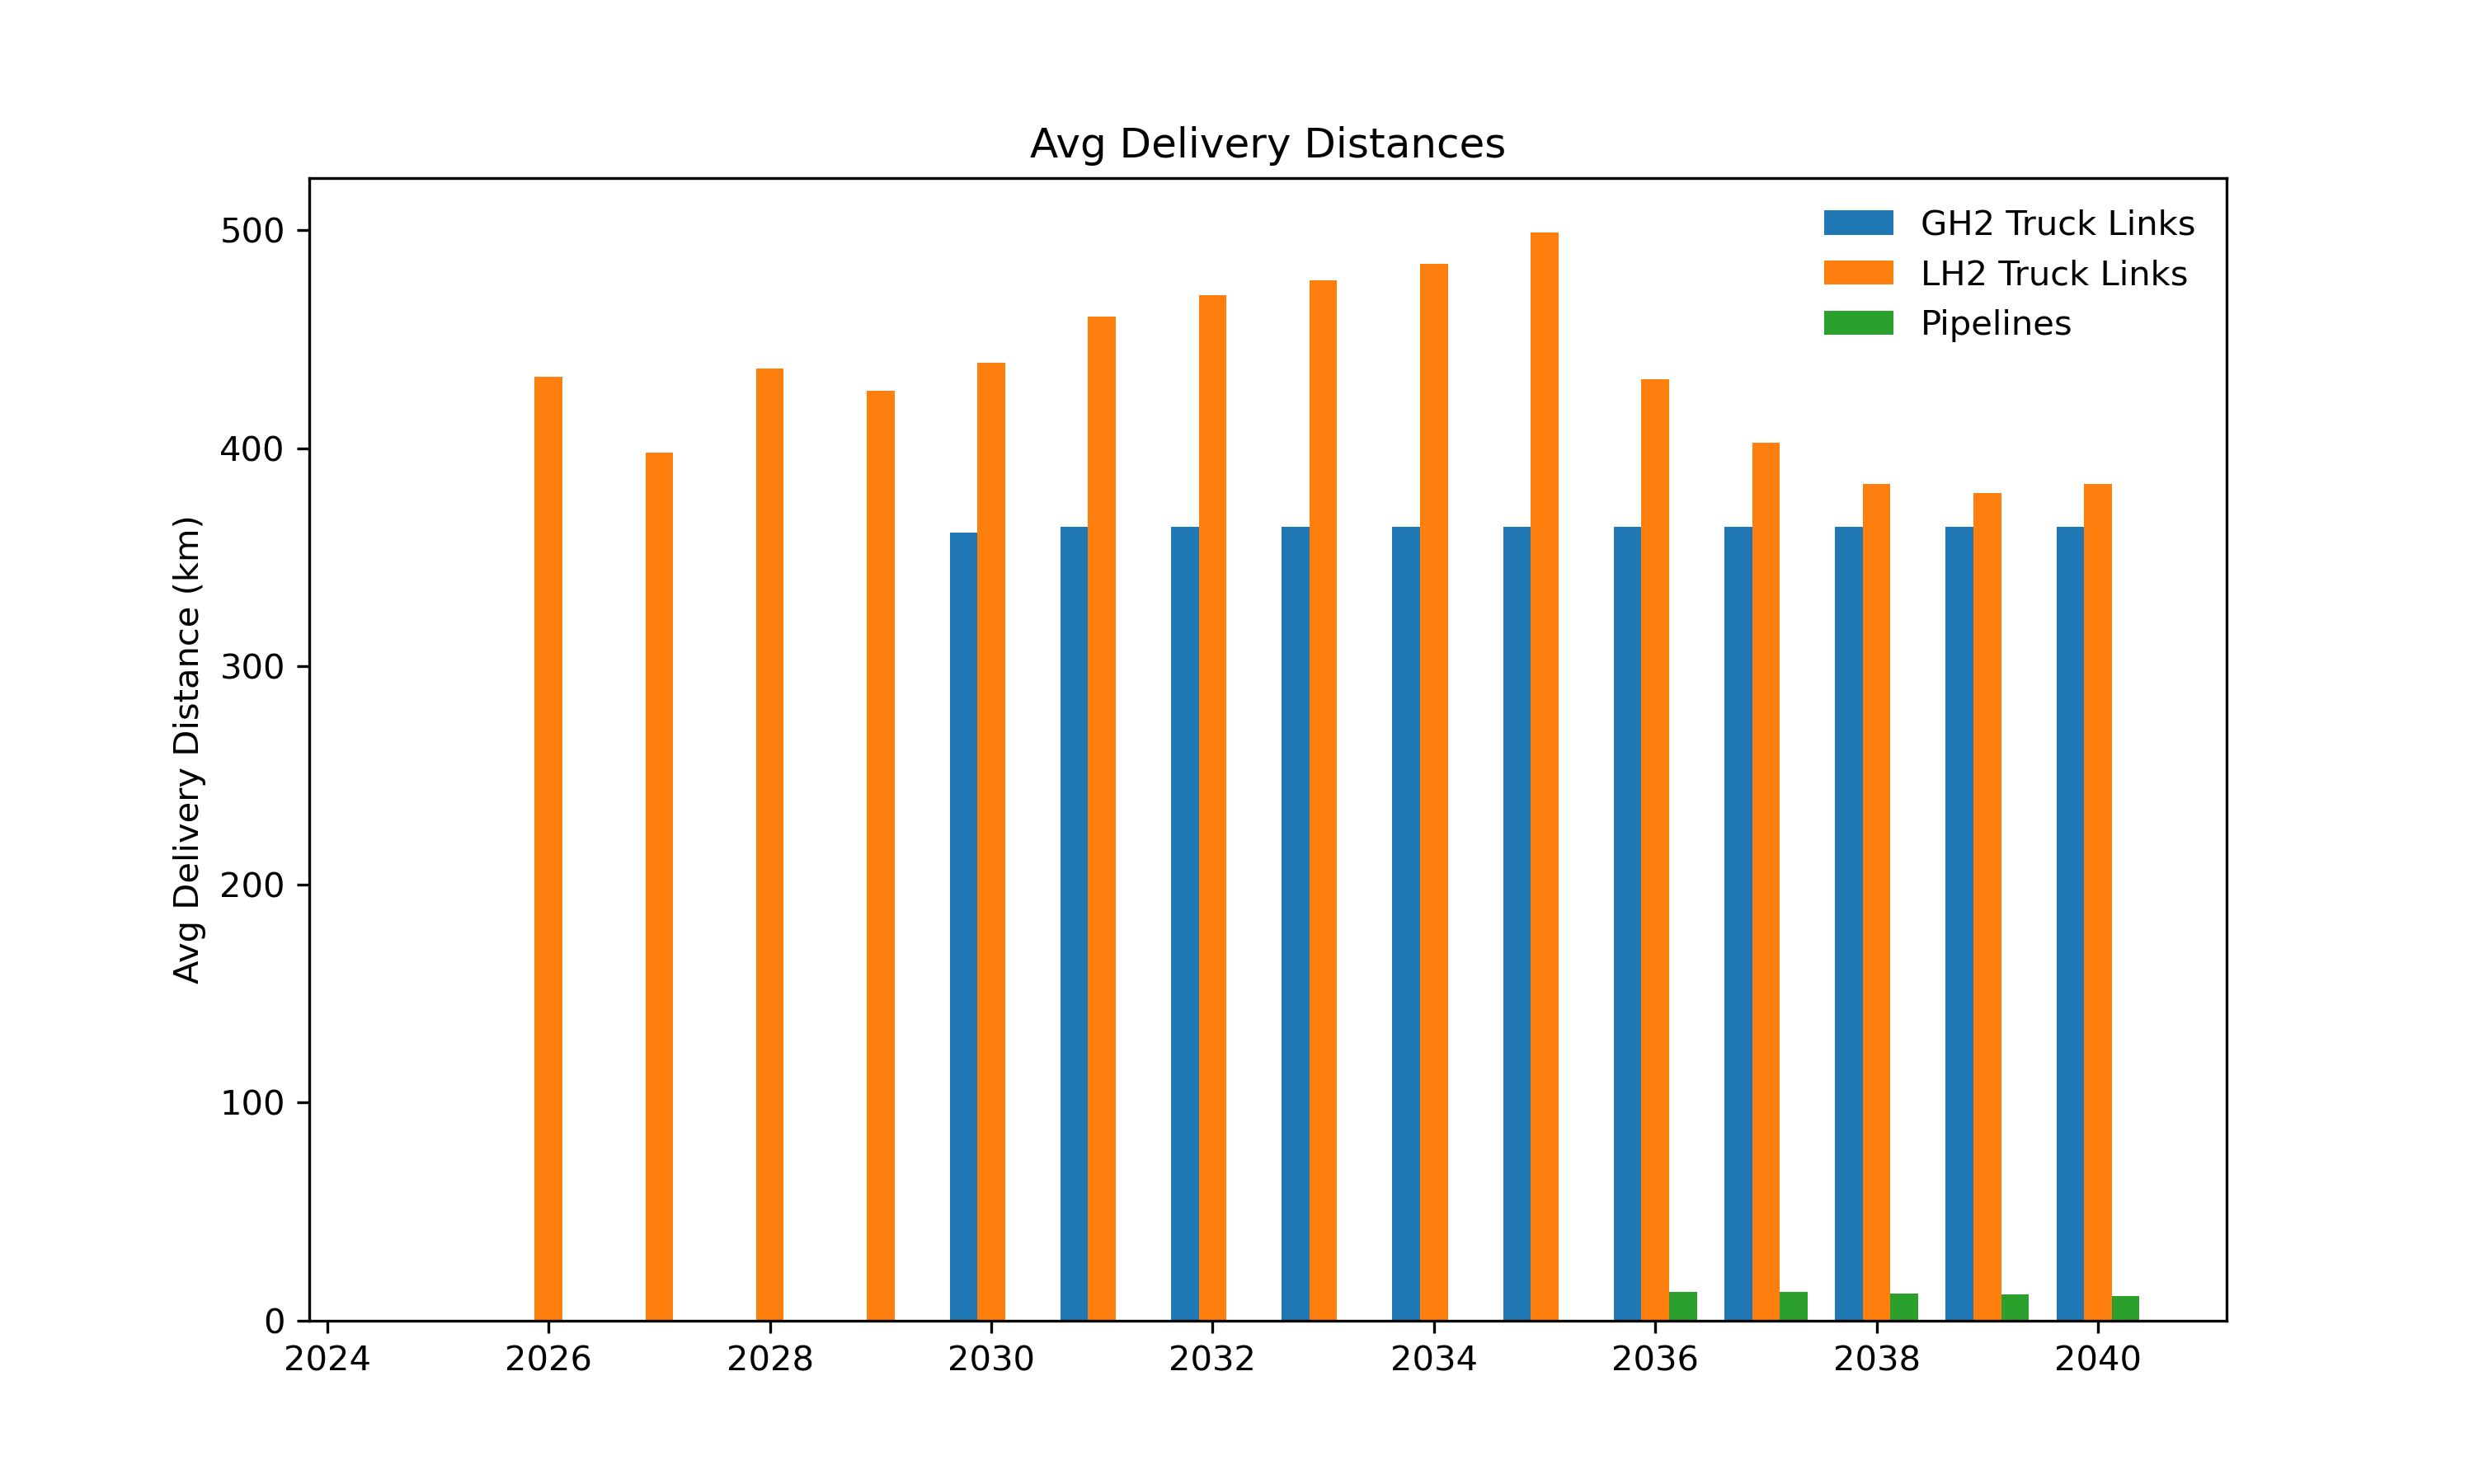 Avg Delivery Distances
GH2 Truck Links
LH2 Truck Links
Pipelines
Avg Delivery Distance (km)
500
400
300
200
100
0
2024 2026 2028 2030 2032 2034 2036 2038 2040